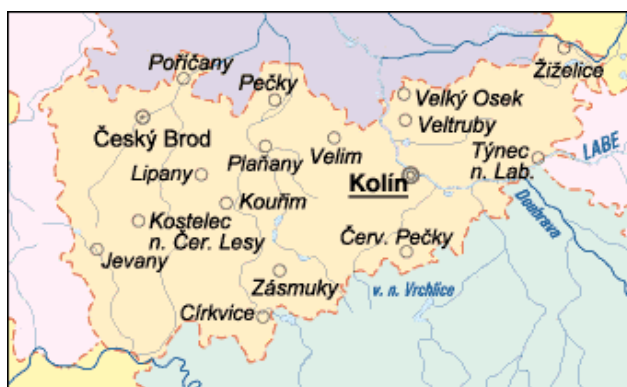 Poříčany
Pečky
Žiželice
Velký Osek
Veltruby
Český Brod
Velim
Týnec
n. Lab.
LABE
Plaňany
Lipany
Kolín
Kouřim
Doubrava
Kostelec
n. Čer. Lesy
Červ. Pečky
Jevany
Zásmuky
v. n. Vrchlice
Církvice